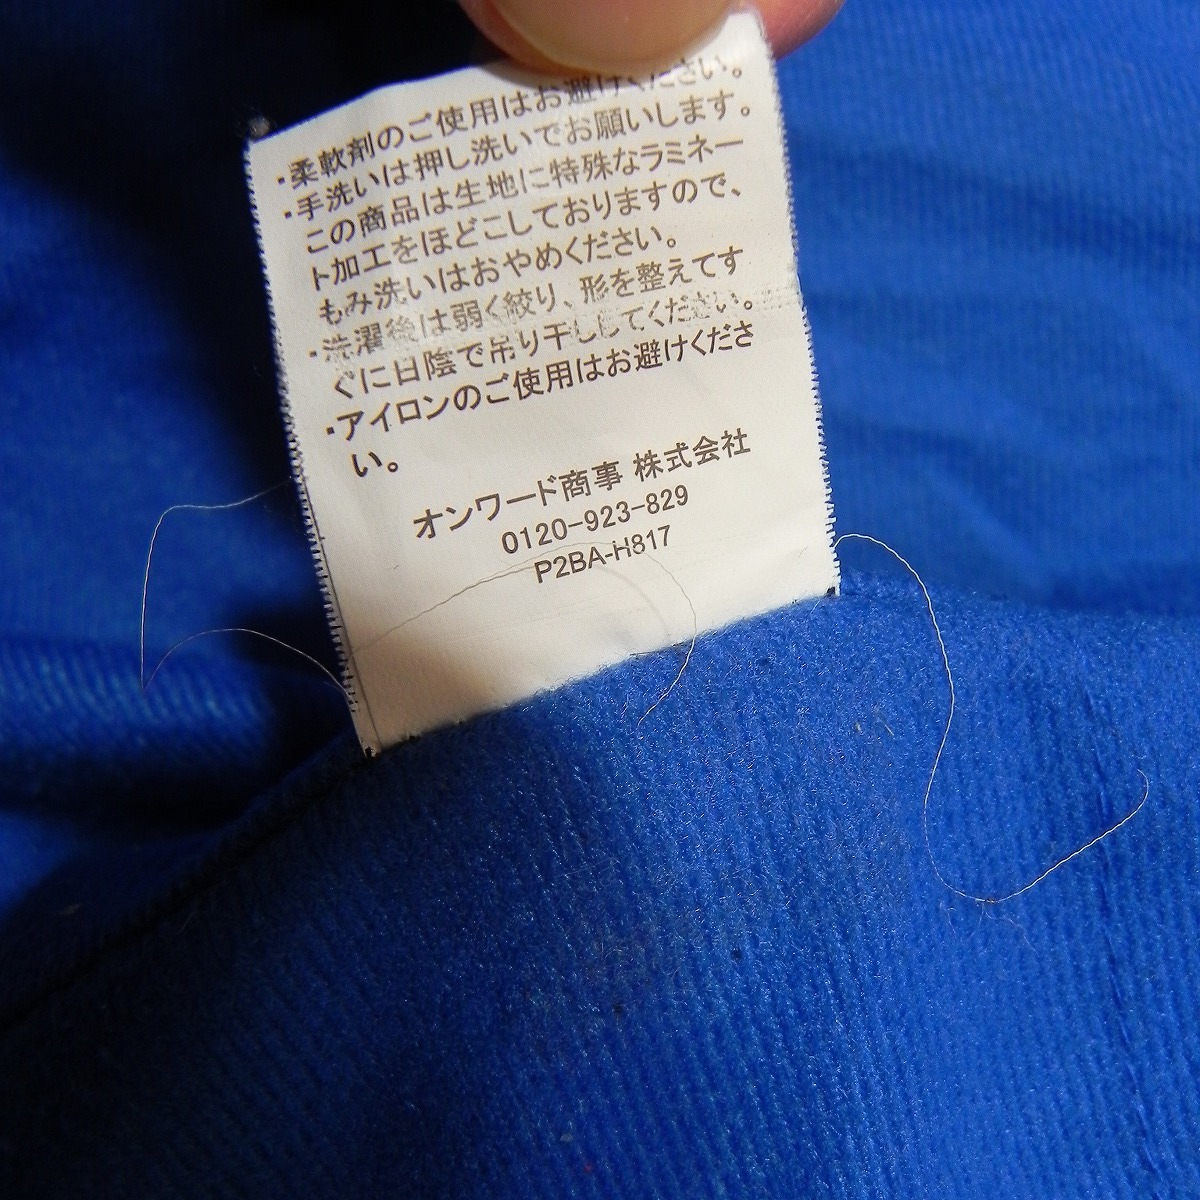 ・柔軟剤のご使用はお避けください。
・手洗いは押し洗いでお願いします。
この商品は生地に特殊なラミネー
ト加工をほどこしておりますので、
もみ洗いはおやめください。
・洗濯後は弱く絞り、形を整えてす
ぐに日陰で吊り干ししてください。
・アイロンのご使用はお避けくださ
い。
オンワード商事 株式会社
0120-923-829
P2BA-H817